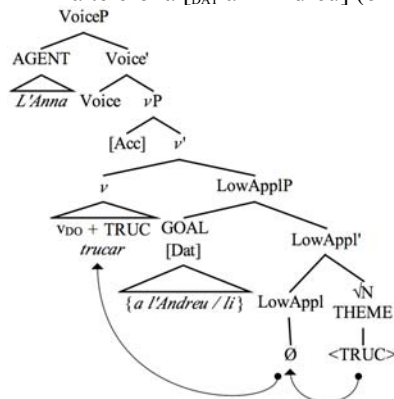 VoiceP
AGENT Voice'
L'Anna Voice vP
[Acc] v'
v LowApplP
vDO + TRUC GOAL LowAppl'
trucar [Dat]
{a l'Andreu / li} LowAppl √N
THEME
Ø <TRUC>